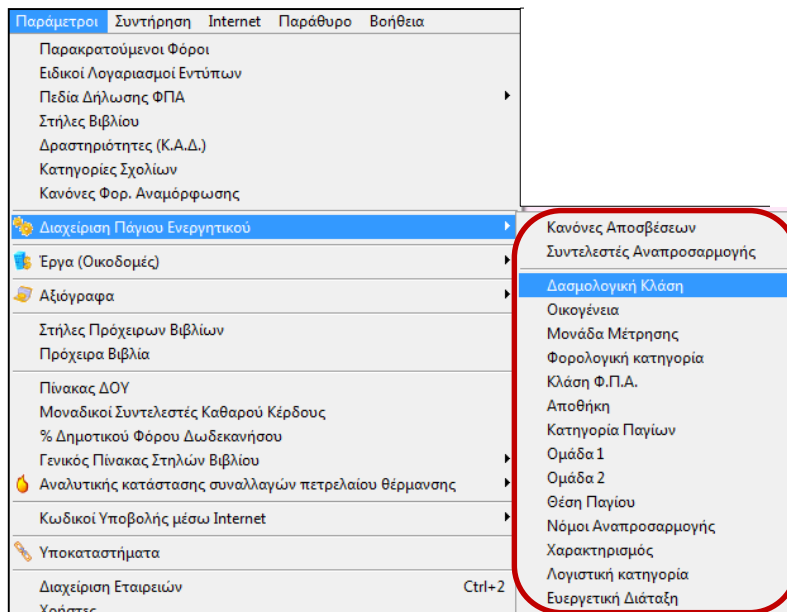 Παράμετροι Συντήρηση Internet Παράθυρο Βοήθεια
Παρακρατούμενοι Φόροι
Ειδικοί Λογαριασμοί Εντύπων
Πεδία Δήλωσης ΦΠΑ
Στήλες Βιβλίου
Δραστηριότητες (Κ.Α.Δ.)
Κατηγορίες Σχολίων
Κανόνες Φορ. Αναμόρφωσης
Διαχείριση Πάγιου Ενεργητικού
Έργα (Οικοδομές)
Αξιόγραφα
Στήλες Πρόχειρων Βιβλίων
Πρόχειρα Βιβλία
Πίνακας ΔΟΥ
Μοναδικοί Συντελεστές Καθαρού Κέρδους
% Δημοτικού Φόρου Δωδεκανήσου
Γενικός Πίνακας Στηλών Βιβλίου
Αναλυτικής κατάστασης συναλλαγών πετρελαίου θέρμανσης
Κωδικοί Υποβολής μέσω Internet
Υποκαταστήματα
Διαχείριση Εταιρειών Ctrl+2
Χρήστες
Κανόνες Αποσβέσεων
Συντελεστές Αναπροσαρμογής
Δασμολογική Κλάση
Οικογένεια
Μονάδα Μέτρησης
Φορολογική κατηγορία
Κλάση Φ.Π.Α.
Αποθήκη
Κατηγορία Παγίων
Ομάδα 1
Ομάδα 2
Θέση Παγίου
Νόμοι Αναπροσαρμογής
Χαρακτηρισμός
Λογιστική κατηγορία
Ευεργετική Διάταξη